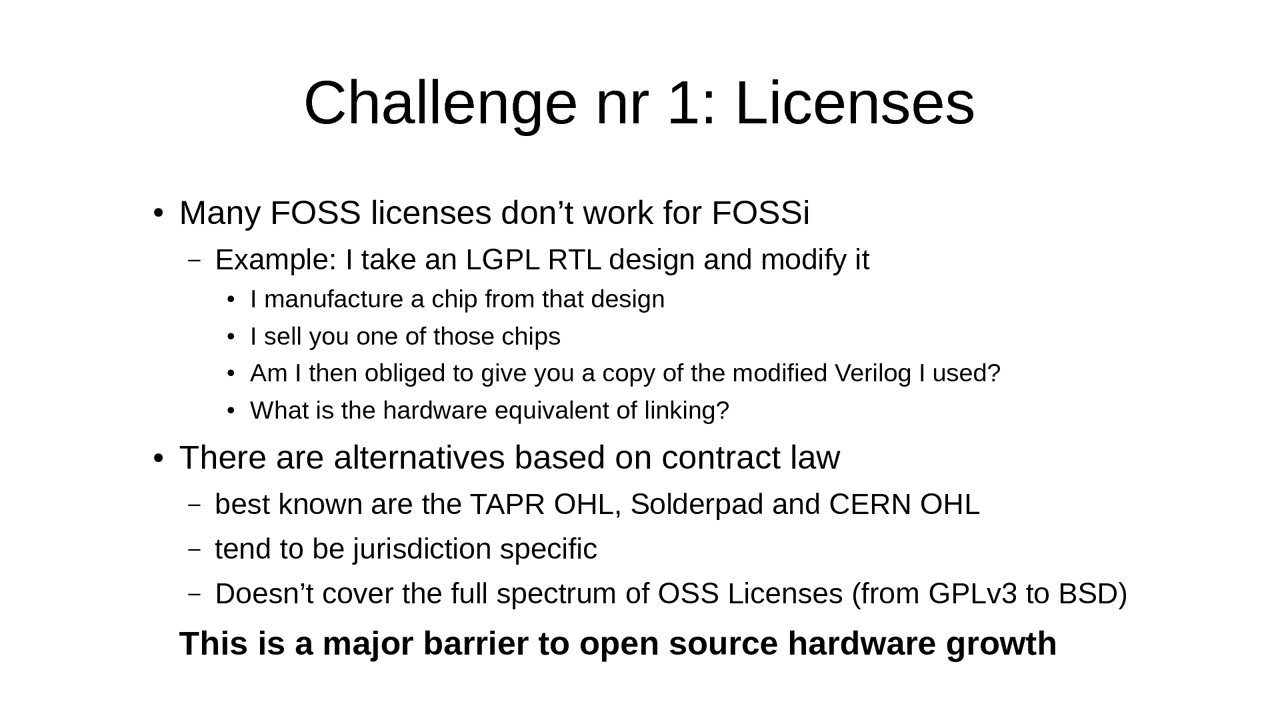 Challenge nr 1: Licenses
• Many FOSS licenses don’t work for FOSSi
– Example: I take an LGPL RTL design and modify it
• I manufacture a chip from that design
• I sell you one of those chips
• Am I then obliged to give you a copy of the modified Verilog I used?
• What is the hardware equivalent of linking?
• There are alternatives based on contract law
– best known are the TAPR OHL, Solderpad and CERN OHL
– tend to be jurisdiction specific
– Doesn’t cover the full spectrum of OSS Licenses (from GPLv3 to BSD)
This is a major barrier to open source hardware growth